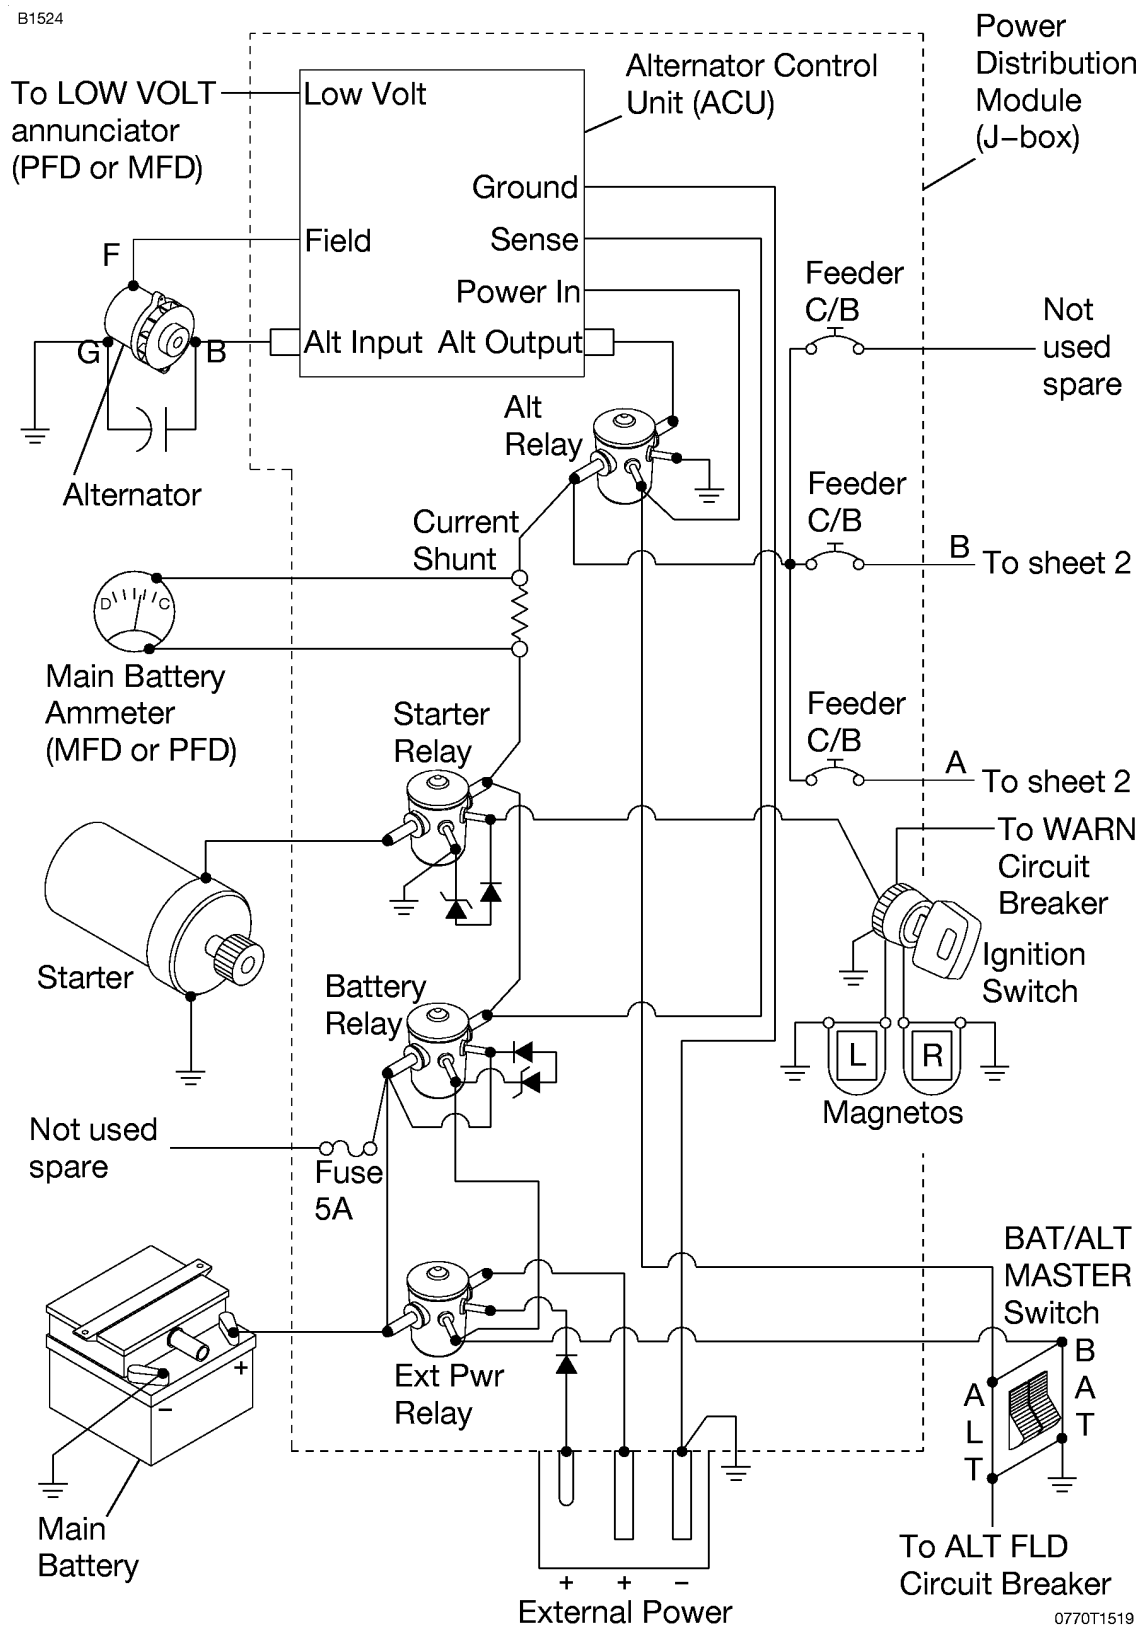 B1524
Power
Distribution
Module
(J-box)
Alternator Control
Unit (ACU)
To LOW VOLT
annunciator
(PFD or MFD)
Low Volt
Ground
Field
Sense
Power In
Alt Input
Alt Output
F
G
B
Alternator
Feeder
C/B
Not
used
spare
Alt
Relay
Feeder
C/B
B
To sheet 2
Current
Shunt
D
C
Main Battery
Ammeter
(MFD or PFD)
Starter
Relay
Feeder
C/B
A
To sheet 2
To WARN
Circuit
Breaker
Ignition
Switch
Starter
Battery
Relay
L
R
Magnetos
Not used
spare
Fuse
5A
BAT/ALT
MASTER
Switch
B
A
T
A
L
T
+
-
Ext Pwr
Relay
Main
Battery
To ALT FLD
Circuit Breaker
+ + -
External Power
0770T1519